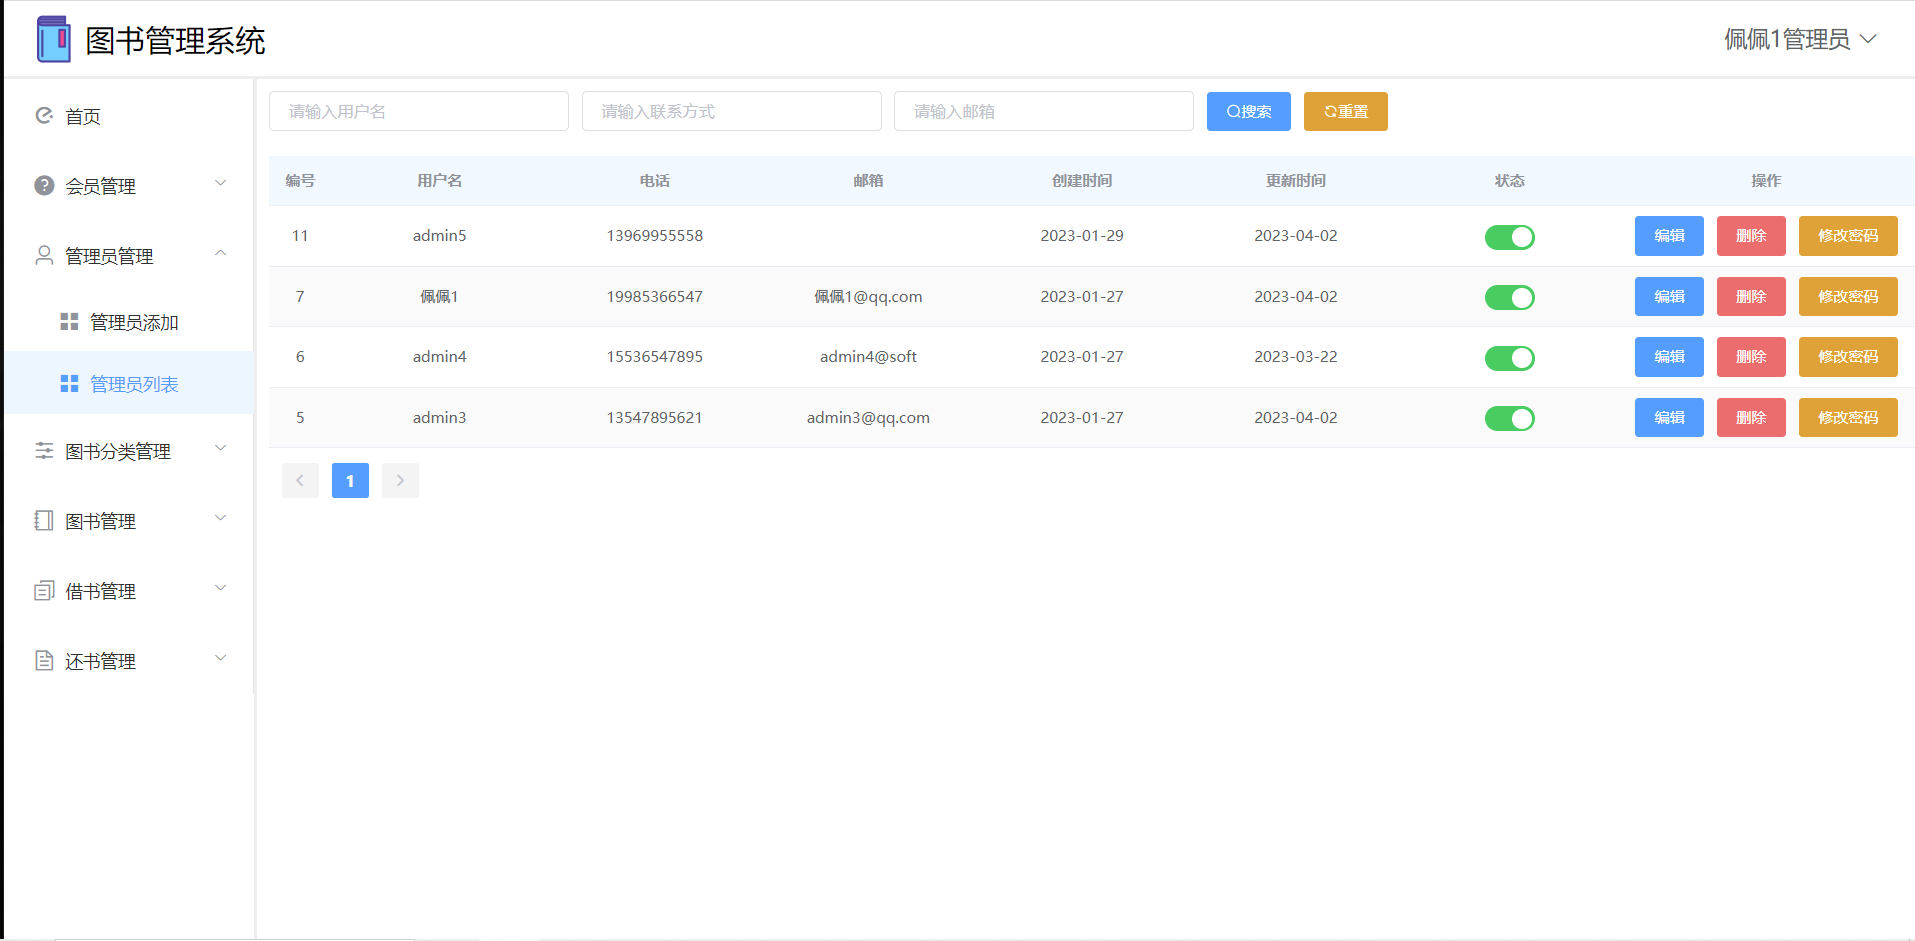 图书管理系统
佩佩1管理员
首页
会员管理
管理员管理
管理员添加
管理员列表
图书分类管理
图书管理
借书管理
还书管理
请输入用户名 请输入联系方式 请输入邮箱 搜索 重置
编号 用户名 电话 邮箱 创建时间 更新时间 状态 操作
11 admin5 13969955558 2023-01-29 2023-04-02 编辑 删除 修改密码
7 佩佩1 19985366547 佩佩1@qq.com 2023-01-27 2023-04-02 编辑 删除 修改密码
6 admin4 15536547895 admin4@soft 2023-01-27 2023-03-22 编辑 删除 修改密码
5 admin3 13547895621 admin3@qq.com 2023-01-27 2023-04-02 编辑 删除 修改密码
1